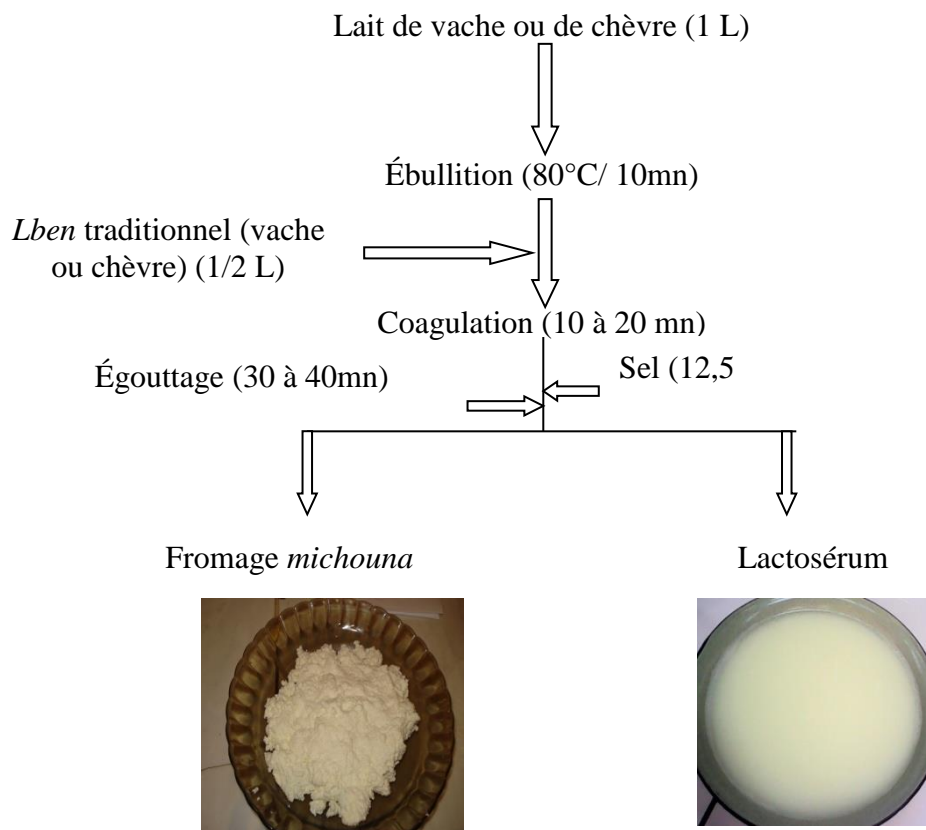 Lait de vache ou de chèvre (1 L)
Ébullition (80°C/ 10mn)
Lben traditionnel (vache
ou chèvre) (1/2 L)
Coagulation (10 à 20 mn)
Égouttage (30 à 40mn)
Sel (12,5
Fromage michouna
Lactosérum